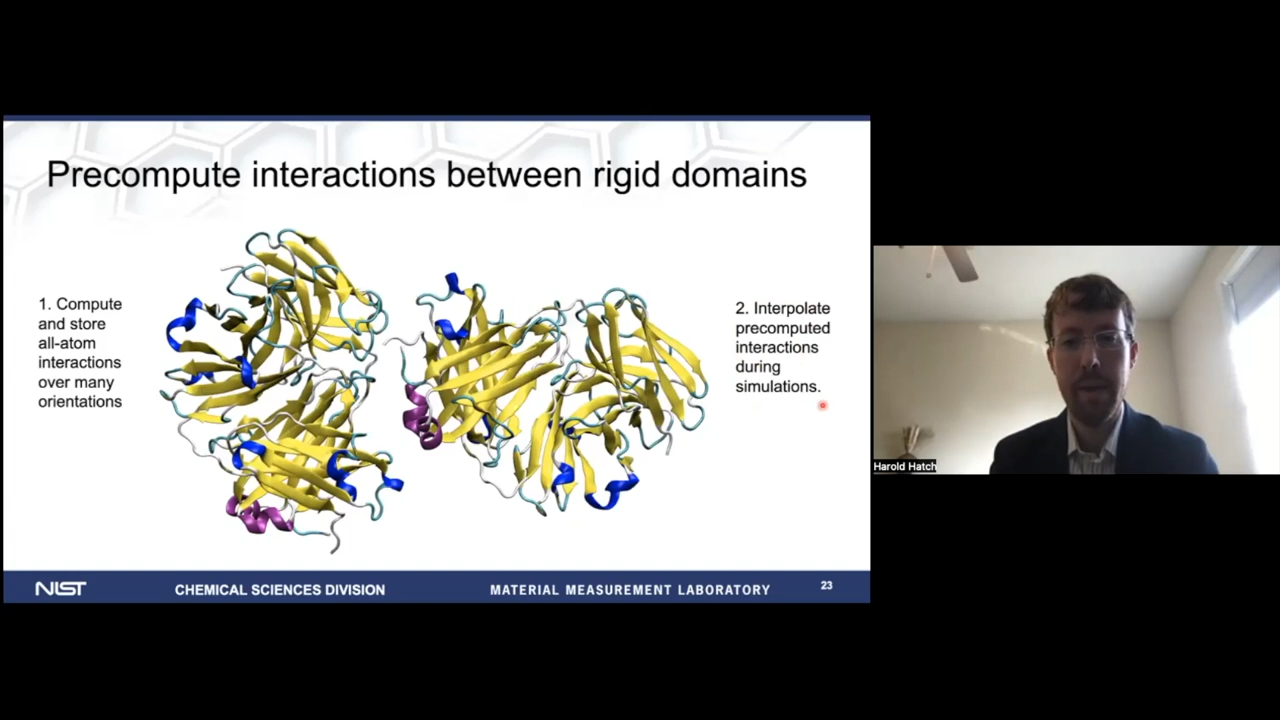 Precompute interactions between rigid domains
1. Compute
and store
all-atom
interactions
over many
orientations
2. Interpolate
precomputed
interactions
during
simulations.
Harold Hatch
NIST
CHEMICAL SCIENCES DIVISION
MATERIAL MEASUREMENT LABORATORY
23